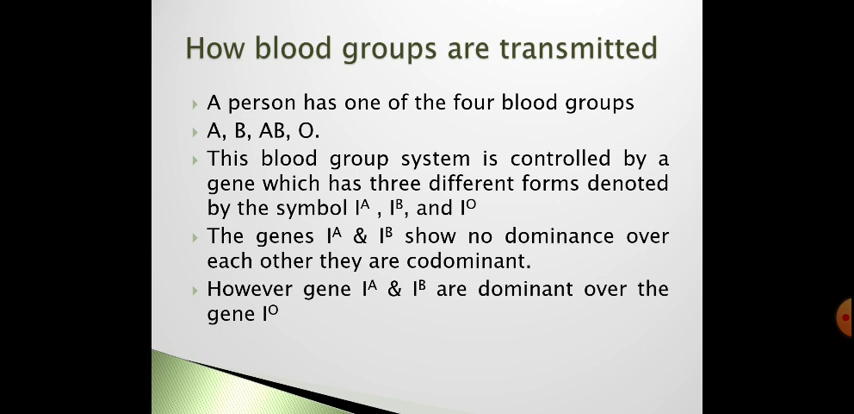 How blood groups are transmitted
A person has one of the four blood groups
A, B, AB, O.
This blood group system is controlled by a
gene which has three different forms denoted
by the symbol Iᴬ , Iᴮ, and Iᴼ
The genes Iᴬ & Iᴮ show no dominance over
each other they are codominant.
However gene Iᴬ & Iᴮ are dominant over the
gene Iᴼ